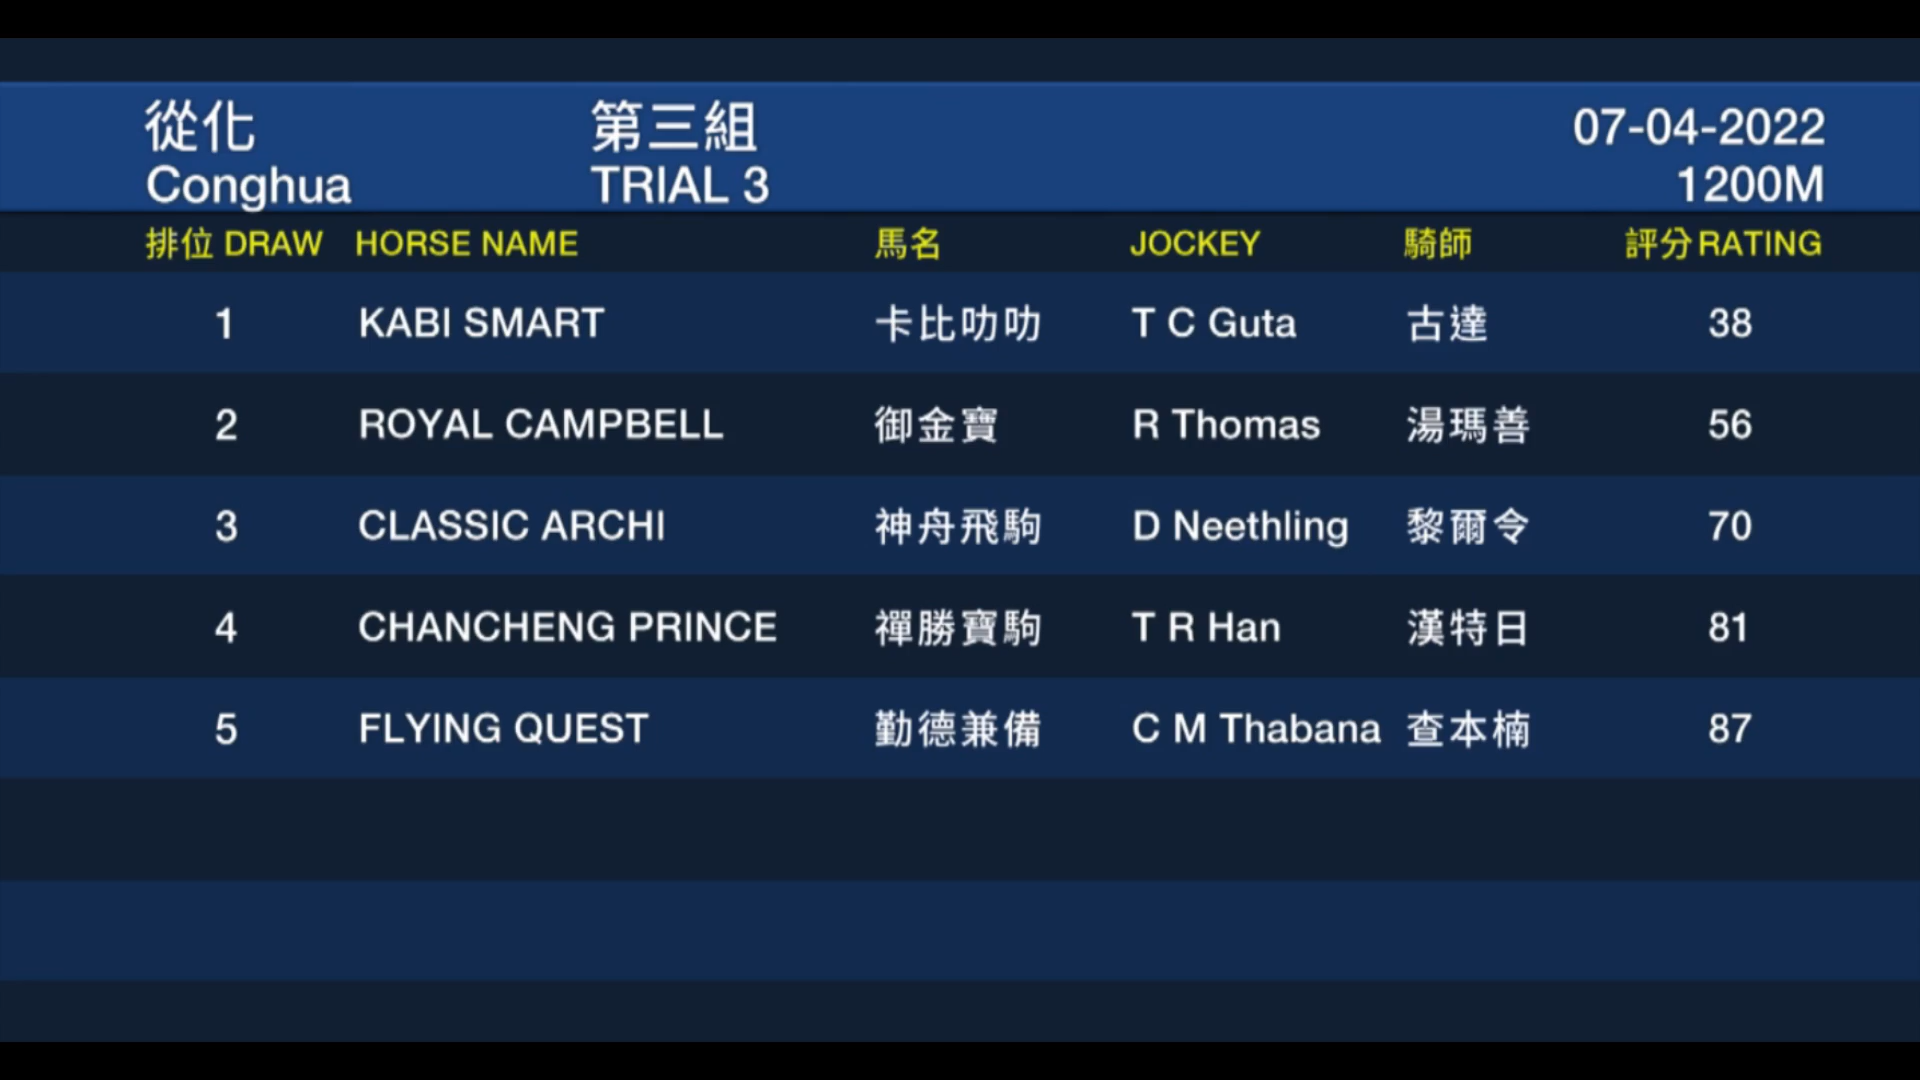 從化 第三組 07-04-2022
Conghua TRIAL 3 1200M
排位 DRAW HORSE NAME 馬名 JOCKEY 騎師 評分 RATING
1 KABI SMART 卡比叻叻 T C Guta 古達 38
2 ROYAL CAMPBELL 御金寶 R Thomas 湯瑪善 56
3 CLASSIC ARCHI 神舟飛駒 D Neethling 黎爾令 70
4 CHANCHENG PRINCE 禪勝寶駒 T R Han 漢特日 81
5 FLYING QUEST 勤德兼備 C M Thabana 查本楠 87